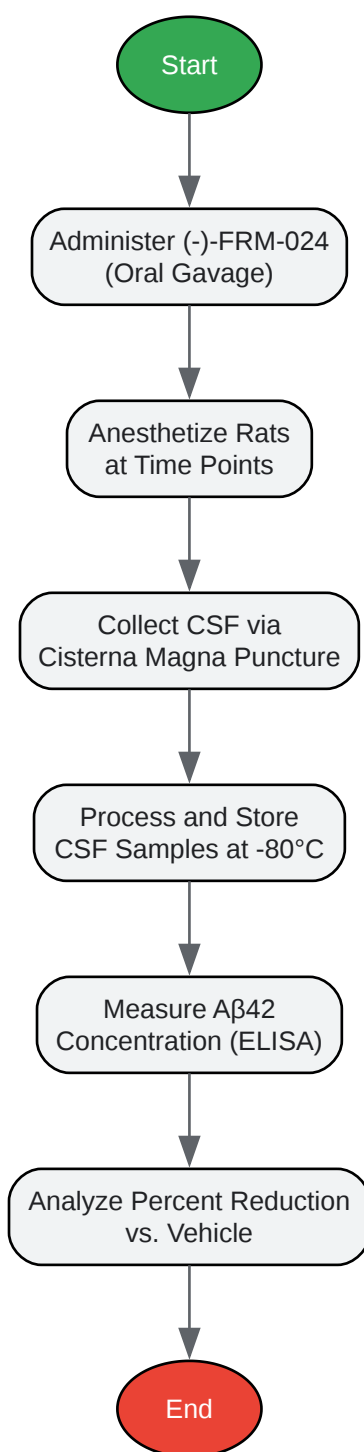 Start
Administer (-)-FRM-024
(Oral Gavage)
Anesthetize Rats
at Time Points
Collect CSF via
Cisterna Magna Puncture
Process and Store
CSF Samples at -80°C
Measure Aβ42
Concentration (ELISA)
Analyze Percent Reduction
vs. Vehicle
End